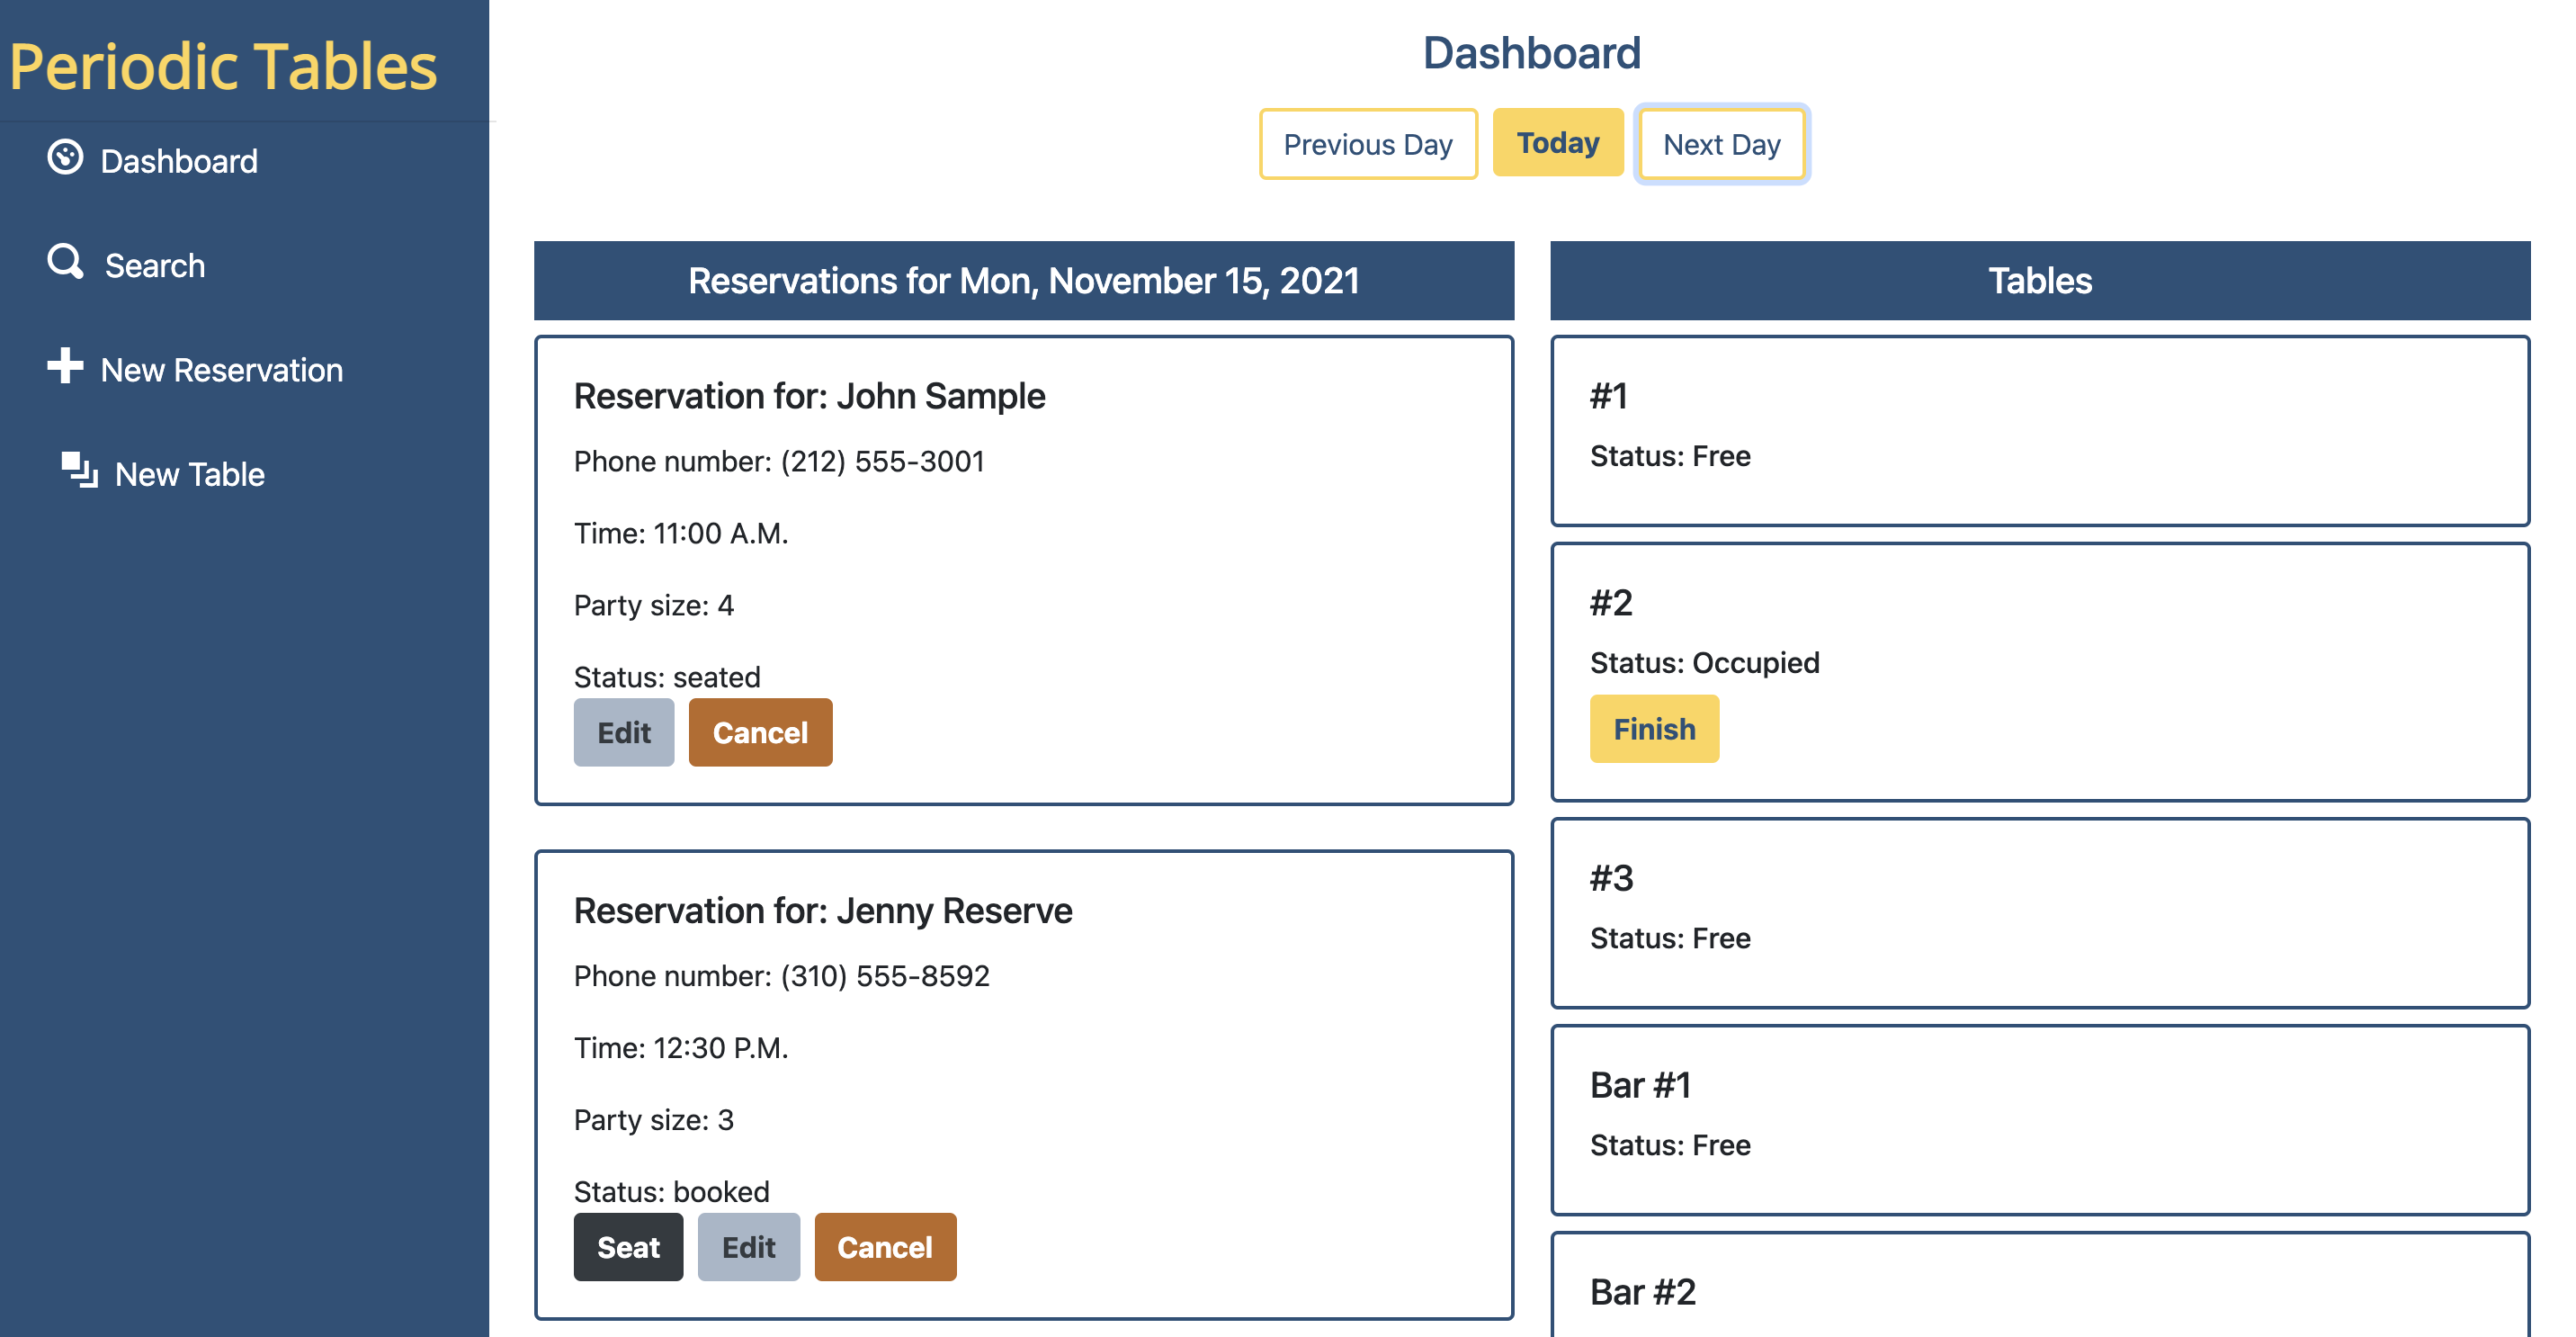 Periodic Tables
Dashboard
Search
New Reservation
New Table
Dashboard
Previous Day Today Next Day
Reservations for Mon, November 15, 2021
Reservation for: John Sample
Phone number: (212) 555-3001
Time: 11:00 A.M.
Party size: 4
Status: seated
Edit Cancel
Reservation for: Jenny Reserve
Phone number: (310) 555-8592
Time: 12:30 P.M.
Party size: 3
Status: booked
Seat Edit Cancel
Tables
#1
Status: Free
#2
Status: Occupied
Finish
#3
Status: Free
Bar #1
Status: Free
Bar #2